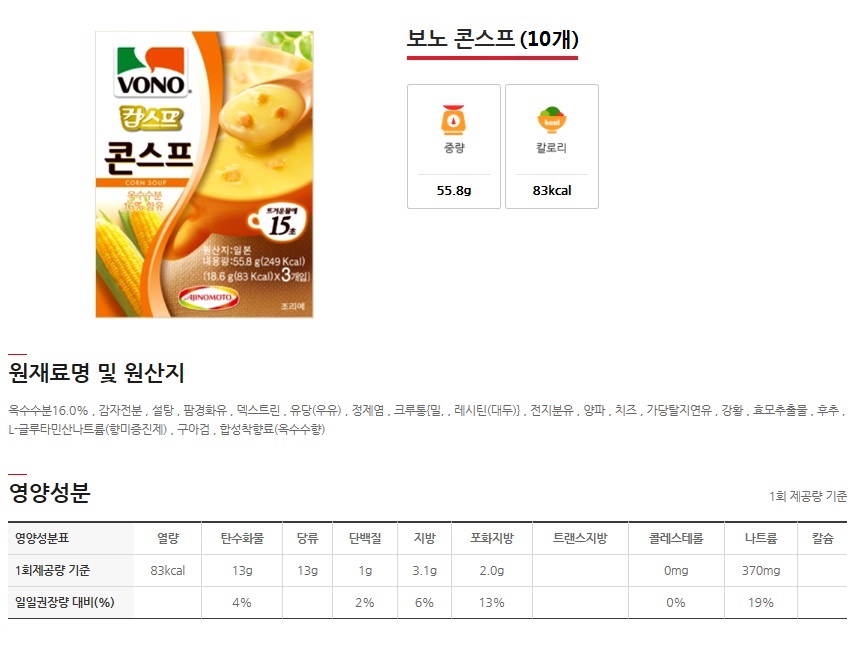 보노 콘스프 (10개)
VONO
컵스프
콘스프
CORN SOUP
옥수수분
16% 함유
뜨거운물에
15초
원산지:일본
내용량:55.8 g(249 Kcal)
(18.6 g(83 Kcal)X3개입)
AJINOMOTO
조리예
kcal
중량
칼로리
55.8g
83kcal
원재료명 및 원산지
옥수수분16.0% , 감자전분 , 설탕 , 팜경화유 , 덱스트린 , 유당(우유) , 정제염 , 크루통{밀, , 레시틴(대두)} , 전지분유 , 양파 , 치즈 , 가당탈지연유 , 강황 , 효모추출물 , 후추 ,
L-글루타민산나트륨(향미증진제) , 구아검 , 합성착향료(옥수수향)
영양성분
1회 제공량 기준
영양성분표 열량 탄수화물 당류 단백질 지방 포화지방 트랜스지방 콜레스테롤 나트륨 칼슘
1회제공량 기준 83kcal 13g 13g 1g 3.1g 2.0g 0mg 370mg
일일권장량 대비(%) 4% 2% 6% 13% 0% 19%